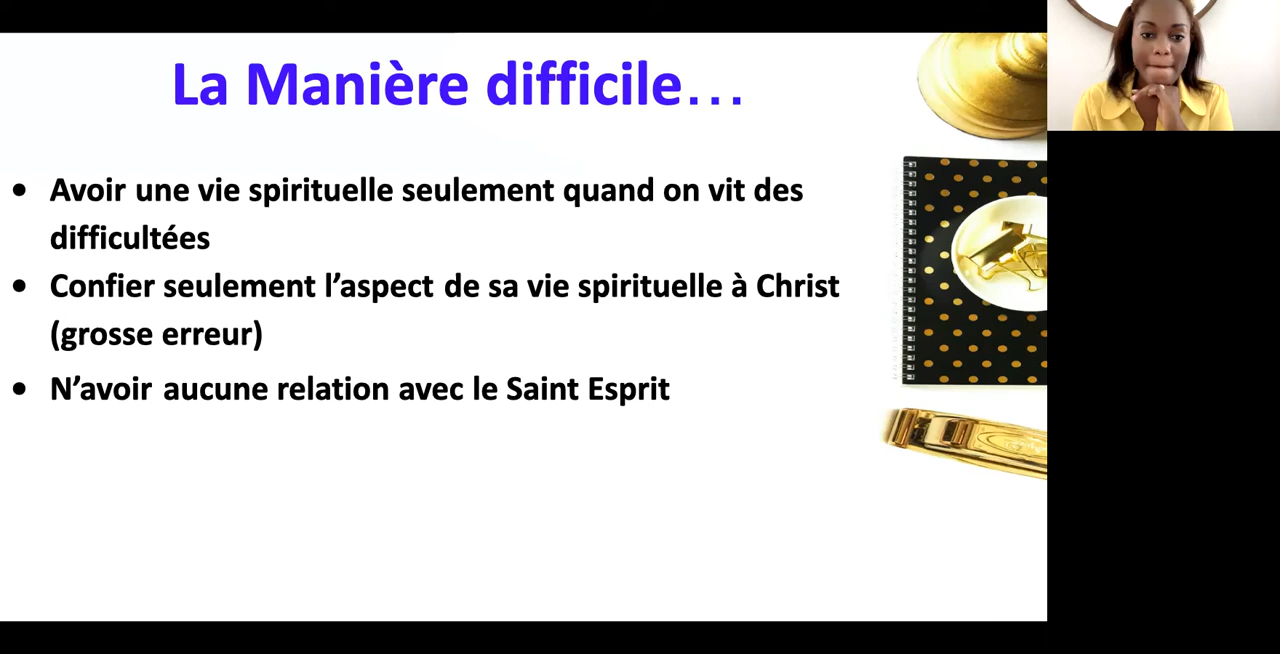 La Manière difficile...
• Avoir une vie spirituelle seulement quand on vit des
difficultées
• Confier seulement l’aspect de sa vie spirituelle à Christ
(grosse erreur)
• N’avoir aucune relation avec le Saint Esprit